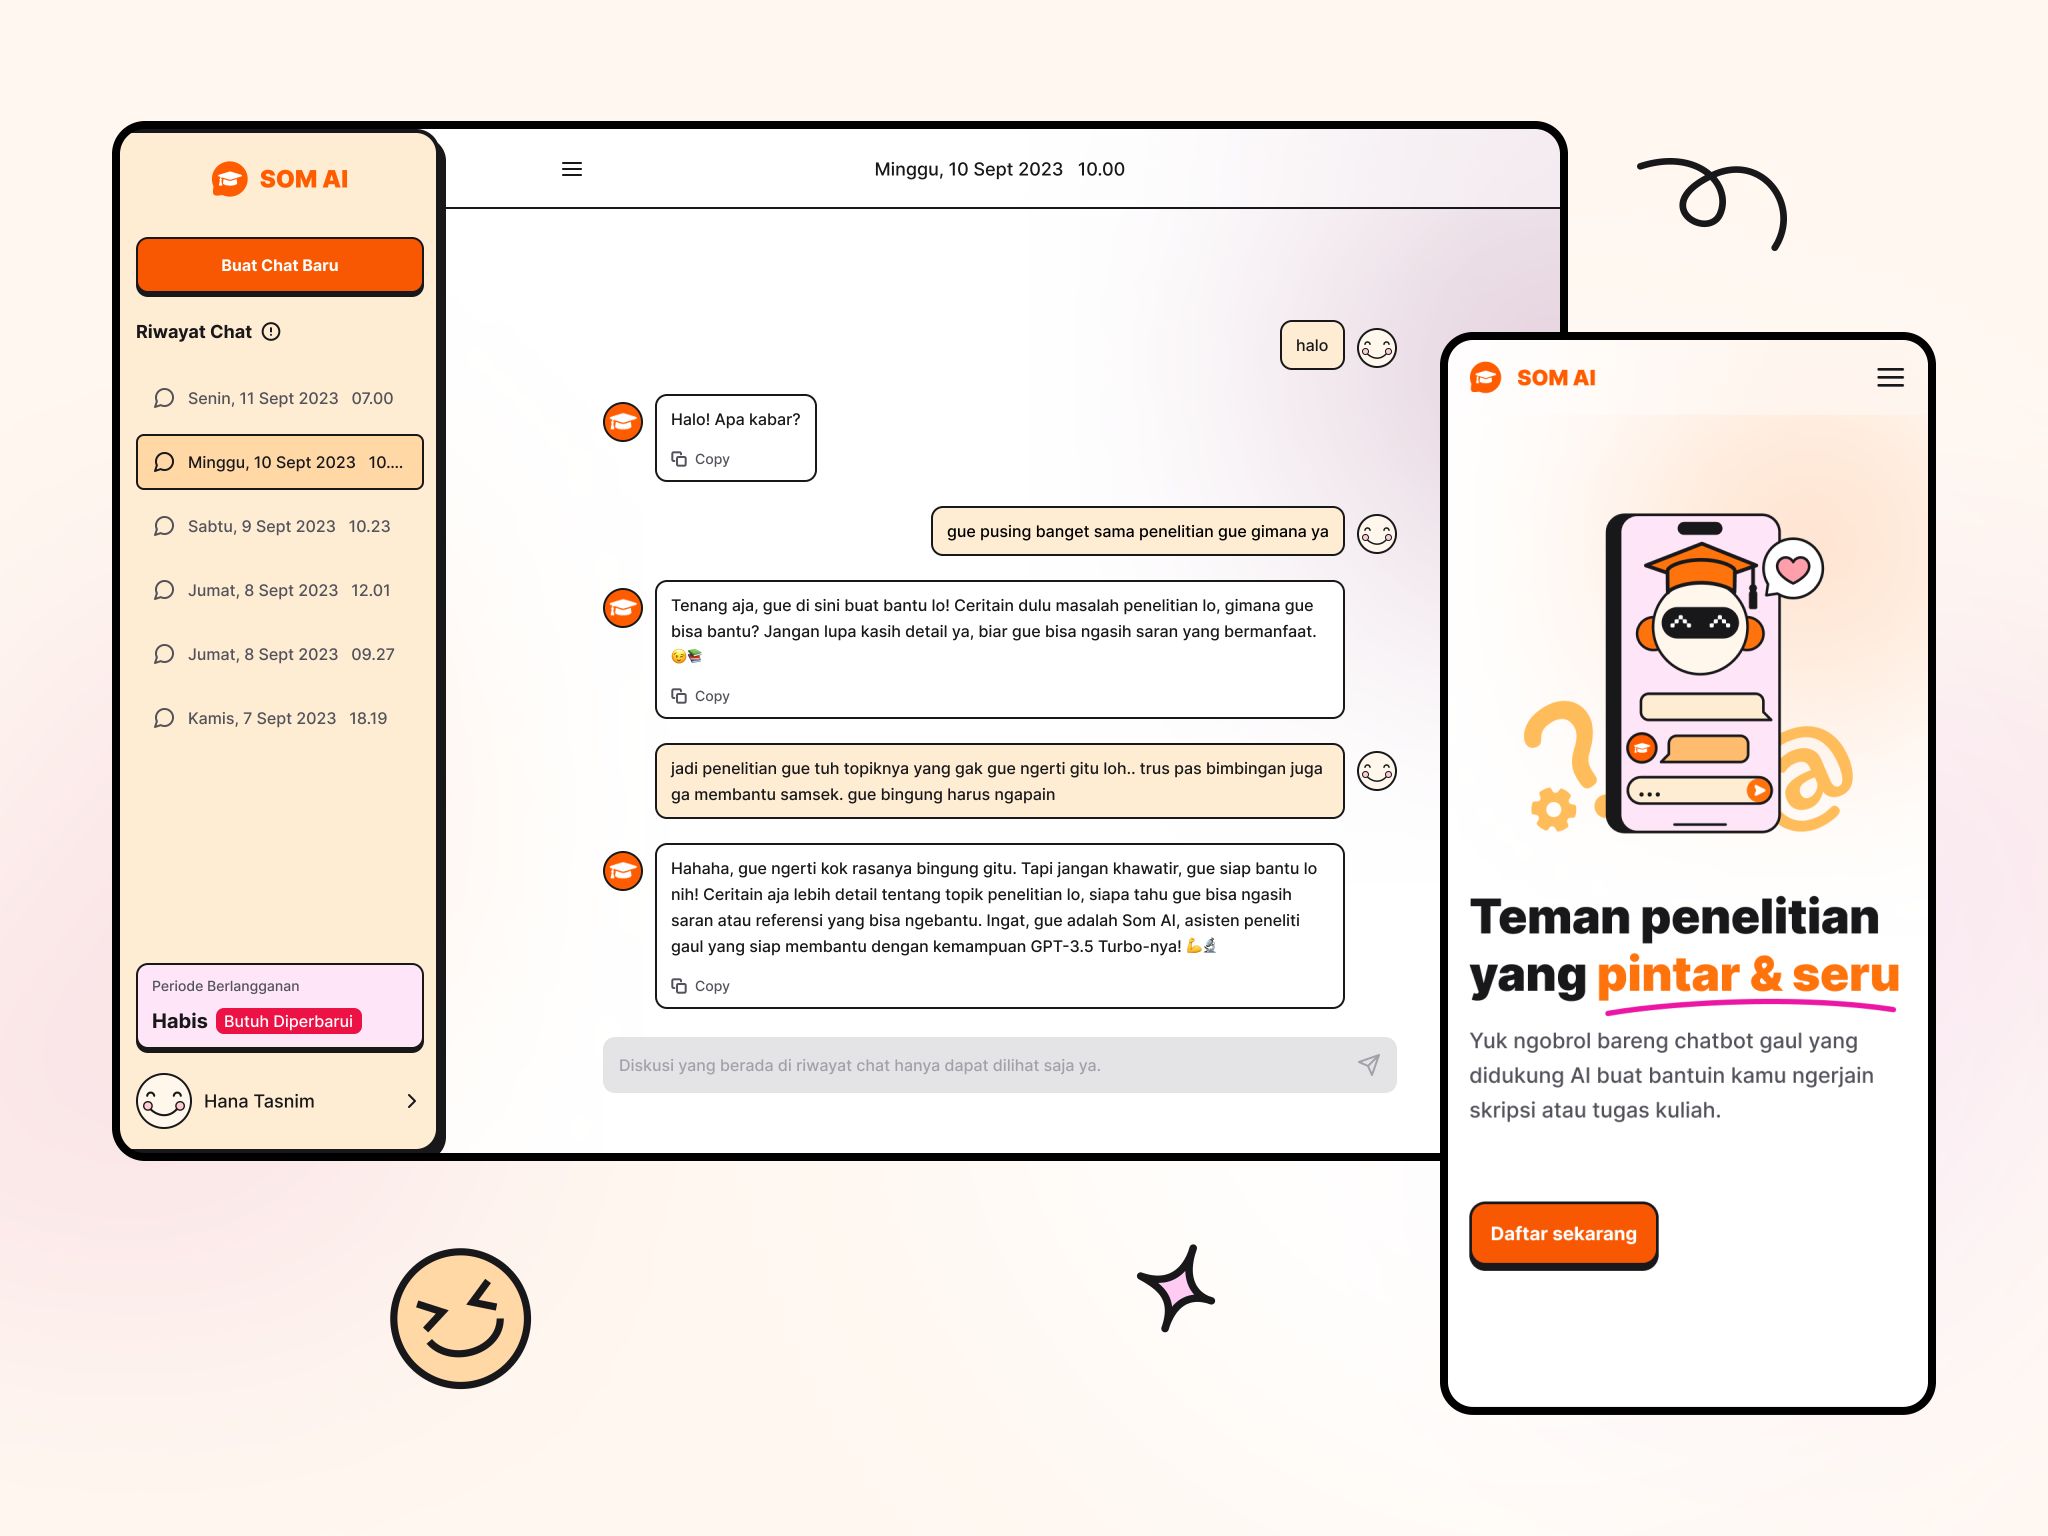 SOM AI
Buat Chat Baru
Riwayat Chat
Senin, 11 Sept 2023 07.00
Minggu, 10 Sept 2023 10....
Sabtu, 9 Sept 2023 10.23
Jumat, 8 Sept 2023 12.01
Jumat, 8 Sept 2023 09.27
Kamis, 7 Sept 2023 18.19
Periode Berlangganan
Habis Butuh Diperbarui
Hana Tasnim
Minggu, 10 Sept 2023 10.00
halo
Halo! Apa kabar?
Copy
gue pusing banget sama penelitian gue gimana ya
Tenang aja, gue di sini buat bantu lo! Ceritain dulu masalah penelitian lo, gimana gue
bisa bantu? Jangan lupa kasih detail ya, biar gue bisa ngasih saran yang bermanfaat.
😉📚
Copy
jadi penelitian gue tuh topiknya yang gak gue ngerti gitu loh.. trus pas bimbingan juga
ga membantu samsek. gue bingung harus ngapain
Hahaha, gue ngerti kok rasanya bingung gitu. Tapi jangan khawatir, gue siap bantu lo
nih! Ceritain aja lebih detail tentang topik penelitian lo, siapa tahu gue bisa ngasih
saran atau referensi yang bisa ngebantu. Ingat, gue adalah Som AI, asisten peneliti
gaul yang siap membantu dengan kemampuan GPT-3.5 Turbo-nya! 💪🔬
Copy
Diskusi yang berada di riwayat chat hanya dapat dilihat saja ya.
SOM AI
?
@
Teman penelitian
yang pintar & seru
Yuk ngobrol bareng chatbot gaul yang
didukung AI buat bantuin kamu ngerjain
skripsi atau tugas kuliah.
Daftar sekarang